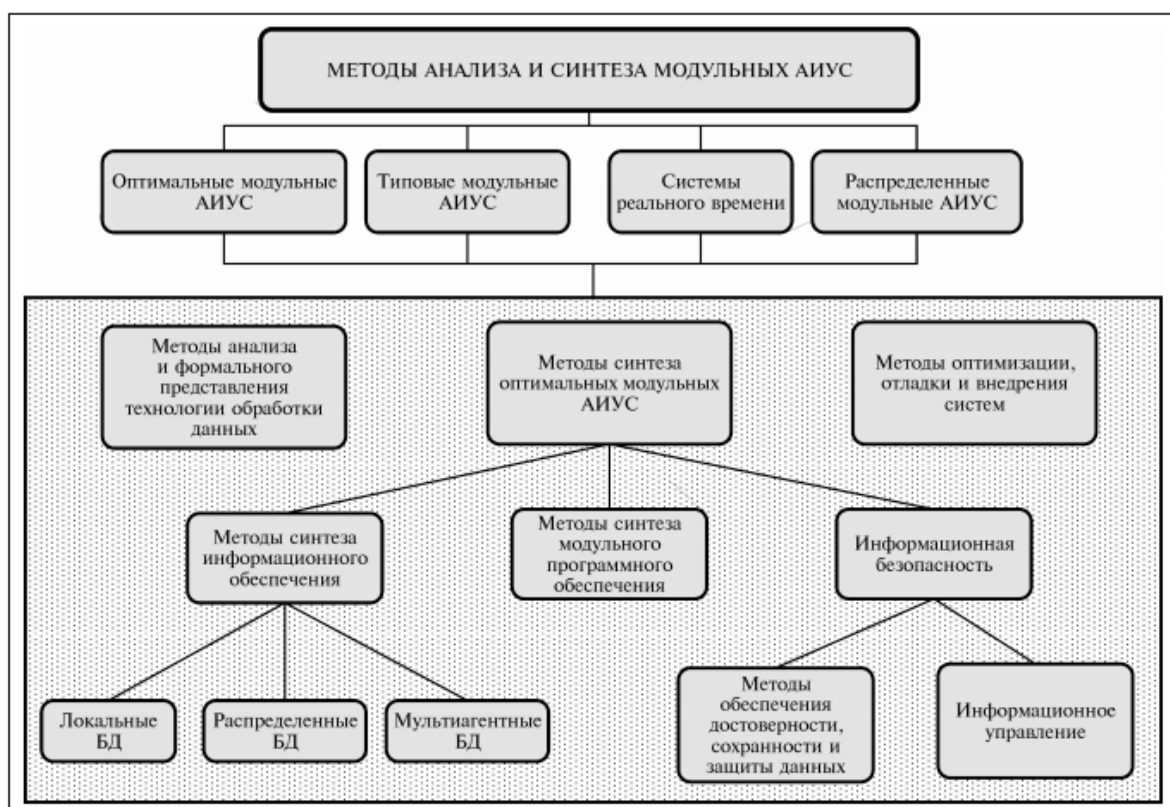 МЕТОДЫ АНАЛИЗА И СИНТЕЗА МОДУЛЬНЫХ АИУС
Оптимальные модульные
АИУС
Типовые модульные
АИУС
Системы
реального времени
Распределенные
модульные АИУС
Методы анализа
и формального
представления
технологии обработки
данных
Методы синтеза
оптимальных модульных
АИУС
Методы оптимизации,
отладки и внедрения
систем
Методы синтеза
информационного
обеспечения
Методы синтеза
модульного
программного
обеспечения
Информационная
безопасность
Локальные
БД
Распределенные
БД
Мультиагентные
БД
Методы
обеспечения
достоверности,
сохранности и
защиты данных
Информационное
управление